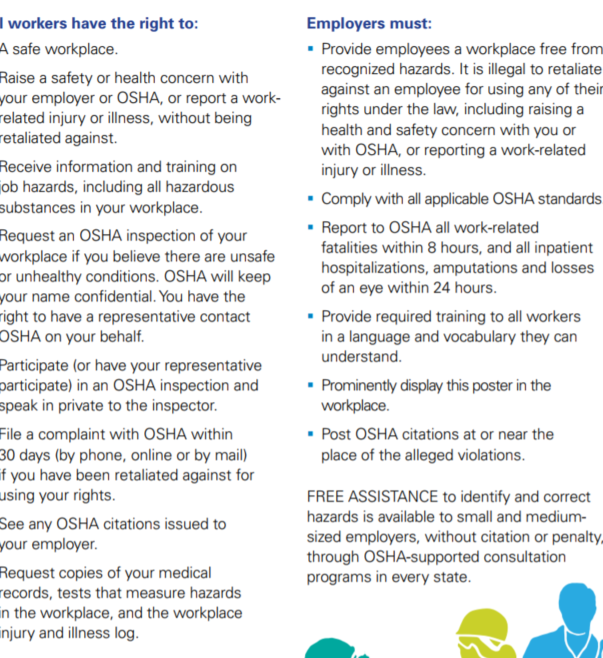 l workers have the right to:
A safe workplace.
Raise a safety or health concern with
your employer or OSHA, or report a work-
related injury or illness, without being
retaliated against.
Receive information and training on
job hazards, including all hazardous
substances in your workplace.
Request an OSHA inspection of your
workplace if you believe there are unsafe
or unhealthy conditions. OSHA will keep
your name confidential. You have the
right to have a representative contact
OSHA on your behalf.
Participate (or have your representative
participate) in an OSHA inspection and
speak in private to the inspector.
File a complaint with OSHA within
30 days (by phone, online or by mail)
if you have been retaliated against for
using your rights.
See any OSHA citations issued to
your employer.
Request copies of your medical
records, tests that measure hazards
in the workplace, and the workplace
injury and illness log.
Employers must:
▪ Provide employees a workplace free from
recognized hazards. It is illegal to retaliate
against an employee for using any of their
rights under the law, including raising a
health and safety concern with you or
with OSHA, or reporting a work-related
injury or illness.
▪ Comply with all applicable OSHA standards
▪ Report to OSHA all work-related
fatalities within 8 hours, and all inpatient
hospitalizations, amputations and losses
of an eye within 24 hours.
▪ Provide required training to all workers
in a language and vocabulary they can
understand.
▪ Prominently display this poster in the
workplace.
▪ Post OSHA citations at or near the
place of the alleged violations.
FREE ASSISTANCE to identify and correct
hazards is available to small and medium-
sized employers, without citation or penalty,
through OSHA-supported consultation
programs in every state.